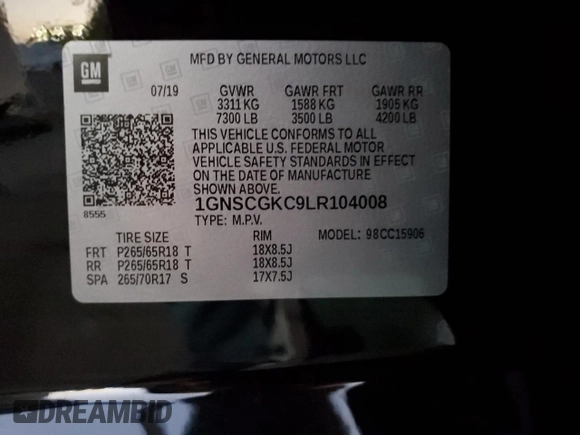 GM
MFD BY GENERAL MOTORS LLC
07/19 GVWR GAWR FRT GAWR RR
3311 KG 1588 KG 1905 KG
7300 LB 3500 LB 4200 LB
THIS VEHICLE CONFORMS TO ALL
APPLICABLE U.S. FEDERAL MOTOR
VEHICLE SAFETY STANDARDS IN EFFECT
ON THE DATE OF MANUFACTURE
SHOWN ABOVE.
8555
1GNSCGKC9LR104008
TYPE: M.P.V. MODEL: 98CC15906
TIRE SIZE RIM
FRT P265/65R18 T 18X8.5J
RR P265/65R18 T 18X8.5J
SPA 265/70R17 S 17X7.5J
DREAMBID